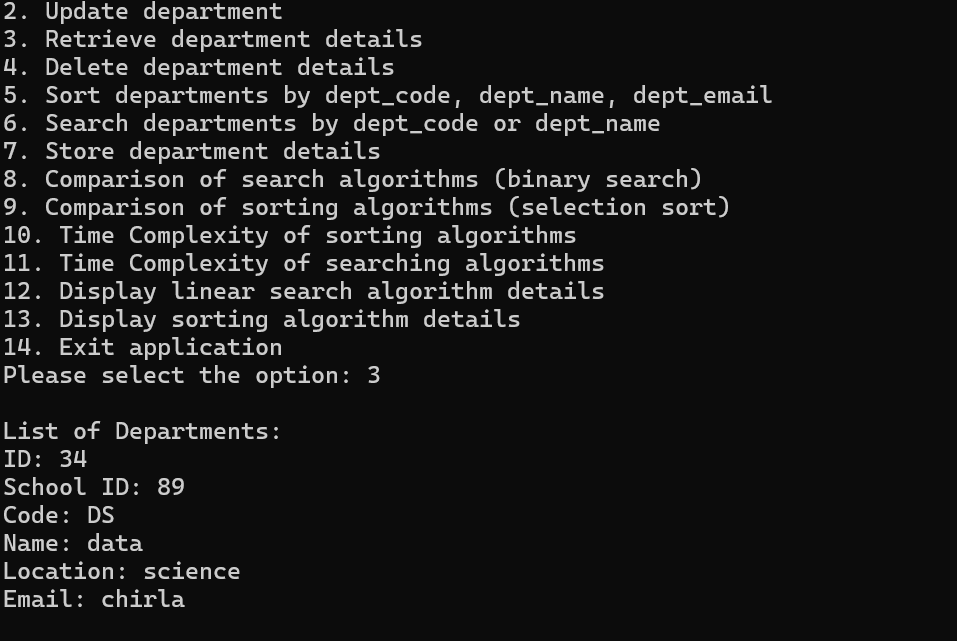 2. Update department
3. Retrieve department details
4. Delete department details
5. Sort departments by dept_code, dept_name, dept_email
6. Search departments by dept_code or dept_name
7. Store department details
8. Comparison of search algorithms (binary search)
9. Comparison of sorting algorithms (selection sort)
10. Time Complexity of sorting algorithms
11. Time Complexity of searching algorithms
12. Display linear search algorithm details
13. Display sorting algorithm details
14. Exit application
Please select the option: 3
List of Departments:
ID: 34
School ID: 89
Code: DS
Name: data
Location: science
Email: chirla